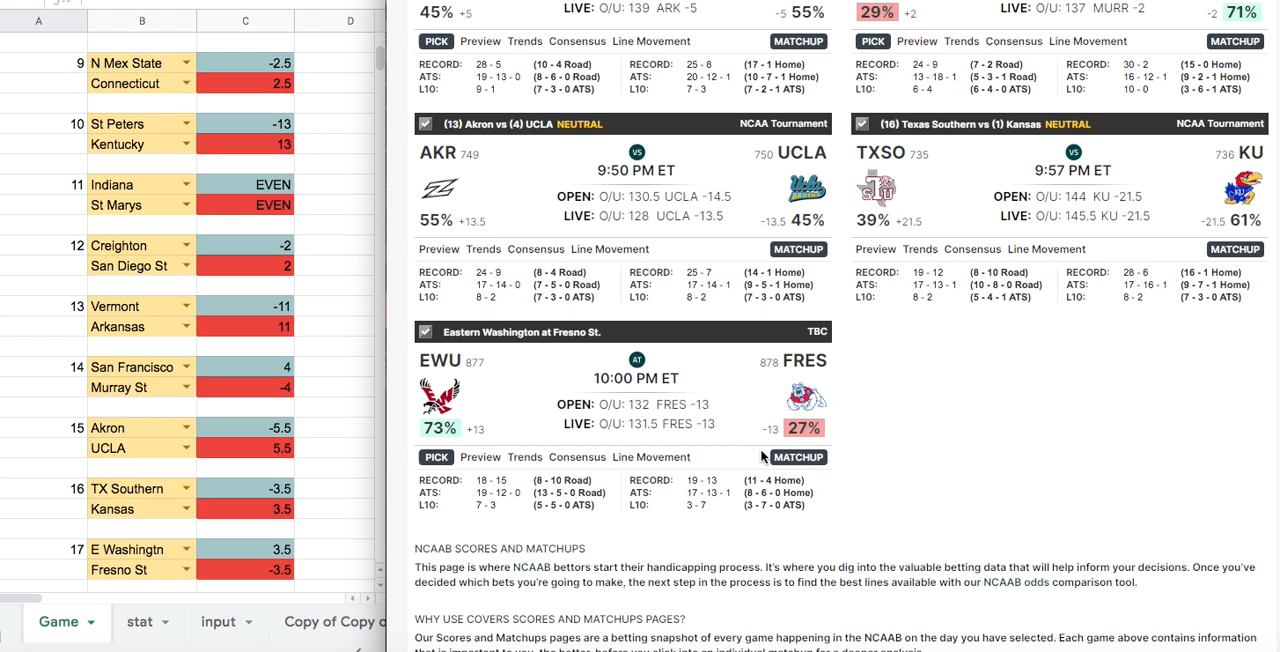 A B C D
9 N Mex State -2.5
Connecticut 2.5
10 St Peters -13
Kentucky 13
11 Indiana EVEN
St Marys EVEN
12 Creighton -2
San Diego St 2
13 Vermont -11
Arkansas 11
14 San Francisco 4
Murray St -4
15 Akron -5.5
UCLA 5.5
16 TX Southern -3.5
Kansas 3.5
17 E Washingtn 3.5
Fresno St -3.5
Game stat input Copy of Copy o
45% +5 LIVE: O/U: 139 ARK -5 -5 55%
PICK Preview Trends Consensus Line Movement MATCHUP
RECORD: 28 - 5 (10 - 4 Road) RECORD: 25 - 8 (17 - 1 Home)
ATS: 19 - 13 - 0 (8 - 6 - 0 Road) ATS: 20 - 12 - 1 (10 - 7 - 1 Home)
L10: 9 - 1 (7 - 3 - 0 ATS) L10: 7 - 3 (7 - 2 - 1 ATS)
29% +2 LIVE: O/U: 137 MURR -2 -2 71%
PICK Preview Trends Consensus Line Movement MATCHUP
RECORD: 24 - 9 (7 - 2 Road) RECORD: 30 - 2 (15 - 0 Home)
ATS: 13 - 18 - 1 (5 - 3 - 1 Road) ATS: 16 - 12 - 1 (9 - 2 - 1 Home)
L10: 6 - 4 (6 - 4 - 0 ATS) L10: 10 - 0 (3 - 6 - 1 ATS)
(13) Akron vs (4) UCLA NEUTRAL NCAA Tournament
AKR 749 VS 750 UCLA
9:50 PM ET
OPEN: O/U: 130.5 UCLA -14.5
55% +13.5 LIVE: O/U: 128 UCLA -13.5 -13.5 45%
Preview Trends Consensus Line Movement MATCHUP
RECORD: 24 - 9 (8 - 4 Road) RECORD: 25 - 7 (14 - 1 Home)
ATS: 17 - 14 - 0 (7 - 5 - 0 Road) ATS: 17 - 14 - 1 (9 - 5 - 1 Home)
L10: 8 - 2 (7 - 3 - 0 ATS) L10: 8 - 2 (7 - 3 - 0 ATS)
(16) Texas Southern vs (1) Kansas NEUTRAL NCAA Tournament
TXSO 735 VS 736 KU
9:57 PM ET
OPEN: O/U: 144 KU -21.5
39% +21.5 LIVE: O/U: 145.5 KU -21.5 -21.5 61%
Preview Trends Consensus Line Movement MATCHUP
RECORD: 19 - 12 (8 - 10 Road) RECORD: 28 - 6 (16 - 1 Home)
ATS: 17 - 13 - 1 (10 - 8 - 0 Road) ATS: 17 - 16 - 1 (9 - 7 - 1 Home)
L10: 8 - 2 (5 - 4 - 1 ATS) L10: 8 - 2 (7 - 3 - 0 ATS)
Eastern Washington at Fresno St. TBC
EWU 877 AT 878 FRES
10:00 PM ET
OPEN: O/U: 132 FRES -13
73% +13 LIVE: O/U: 131.5 FRES -13 -13 27%
PICK Preview Trends Consensus Line Movement MATCHUP
RECORD: 18 - 15 (8 - 10 Road) RECORD: 19 - 13 (11 - 4 Home)
ATS: 19 - 12 - 0 (13 - 5 - 0 Road) ATS: 17 - 13 - 1 (8 - 6 - 0 Home)
L10: 7 - 3 (5 - 5 - 0 ATS) L10: 3 - 7 (3 - 7 - 0 ATS)
NCAAB SCORES AND MATCHUPS
This page is where NCAAB bettors start their handicapping process. It's where you dig into the valuable betting data that will help inform your decisions. Once you've
decided which bets you're going to make, the next step in the process is to find the best lines available with our NCAAB odds comparison tool.
WHY USE COVERS SCORES AND MATCHUPS PAGES?
Our Scores and Matchups pages are a betting snapshot of every game happening in the NCAAB on the day you have selected. Each game above contains information
that is important to you, the bettor, before you click into an individual matchup for a deeper analysis.